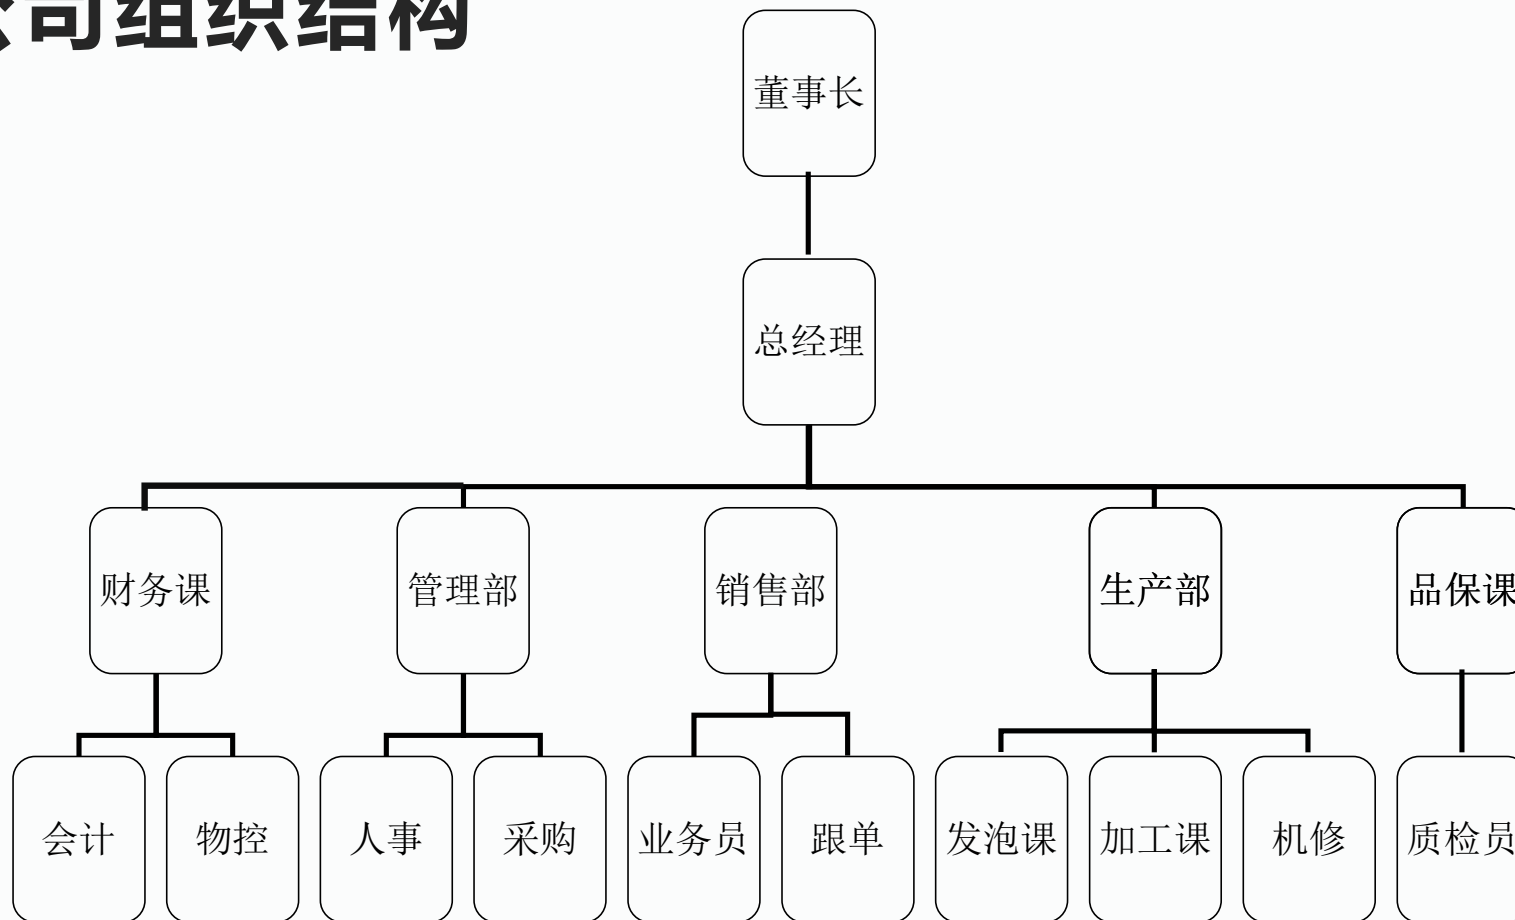 公司组织结构
董事长
总经理
财务课
管理部
销售部
生产部
品保课
会计
物控
人事
采购
业务员
跟单
发泡课
加工课
机修
质检员